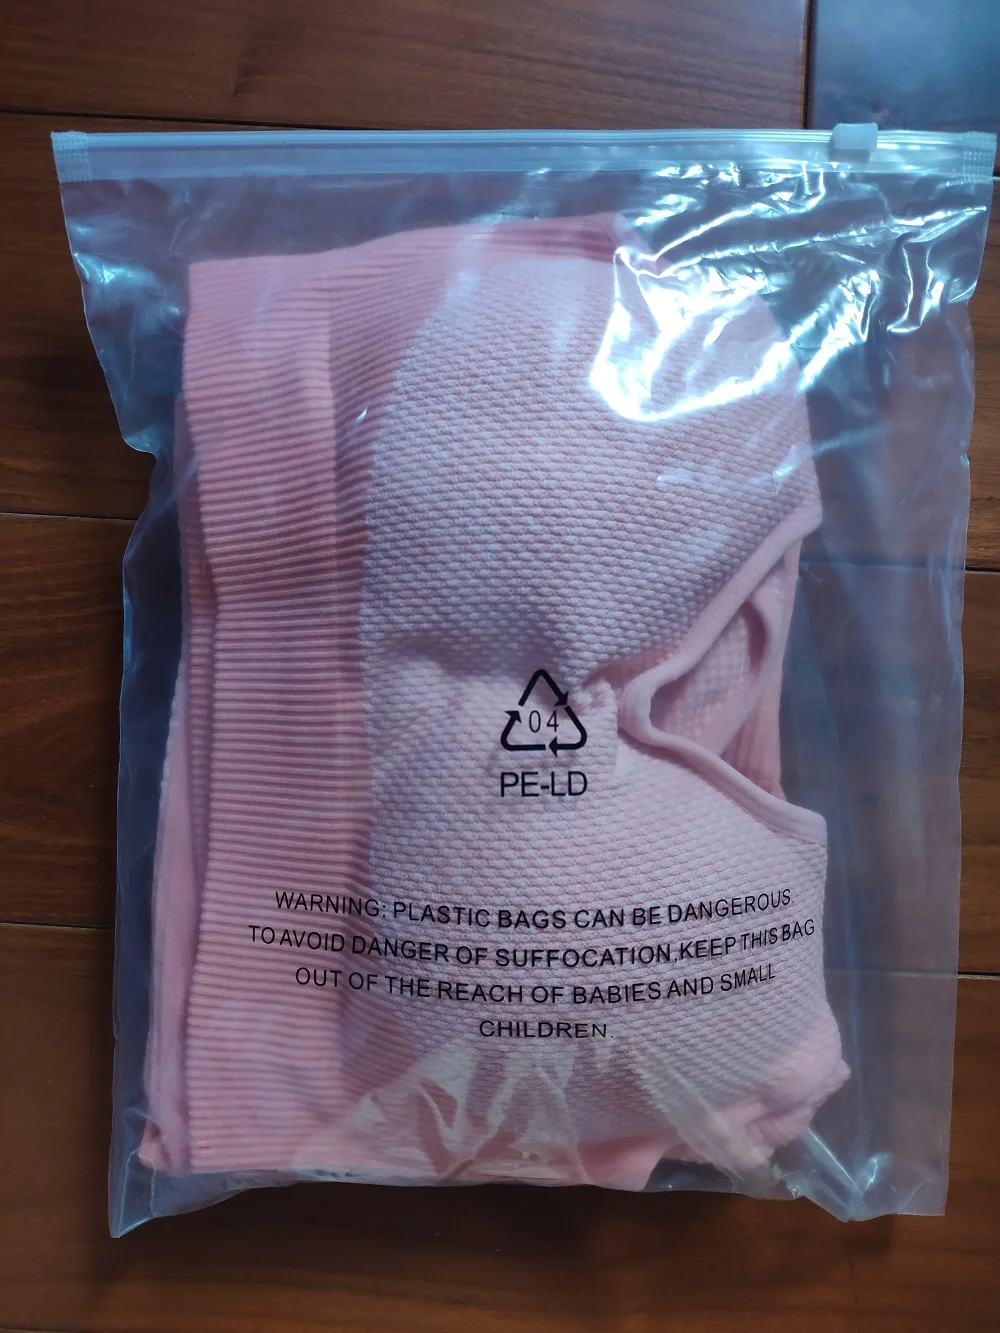 04
PE-LD
WARNING: PLASTIC BAGS CAN BE DANGEROUS.
TO AVOID DANGER OF SUFFOCATION,KEEP THIS BAG
OUT OF THE REACH OF BABIES AND SMALL
CHILDREN.